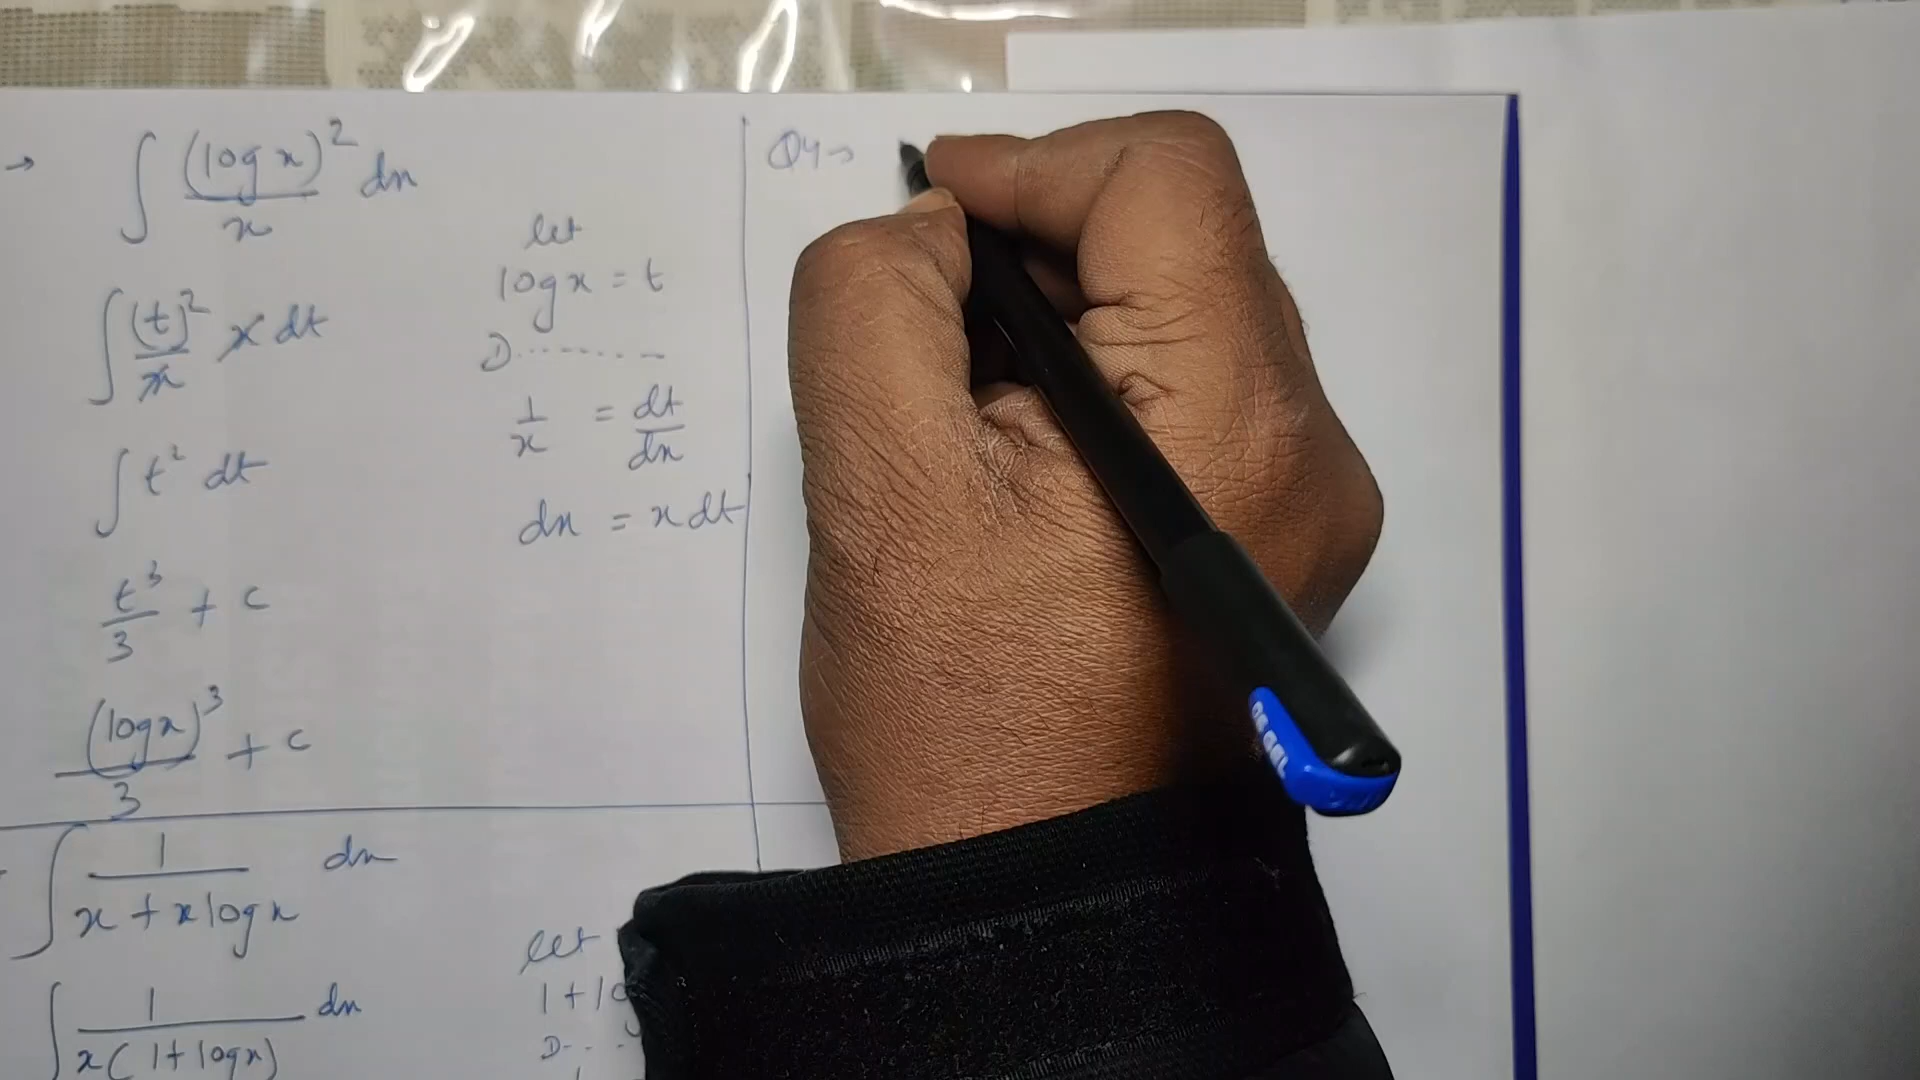 → ∫ (log x)² / x dx
let
log x = t
∫ (t)² / x x dt
D·········
1/x = dt/dx
∫ t² dt
dx = x dt
t³/3 + c
(log x)³ / 3 + c
∫ 1 / (x + x log x) dx
let
∫ 1 / x(1 + log x) dx
1 + lo
D-..-
Q4→